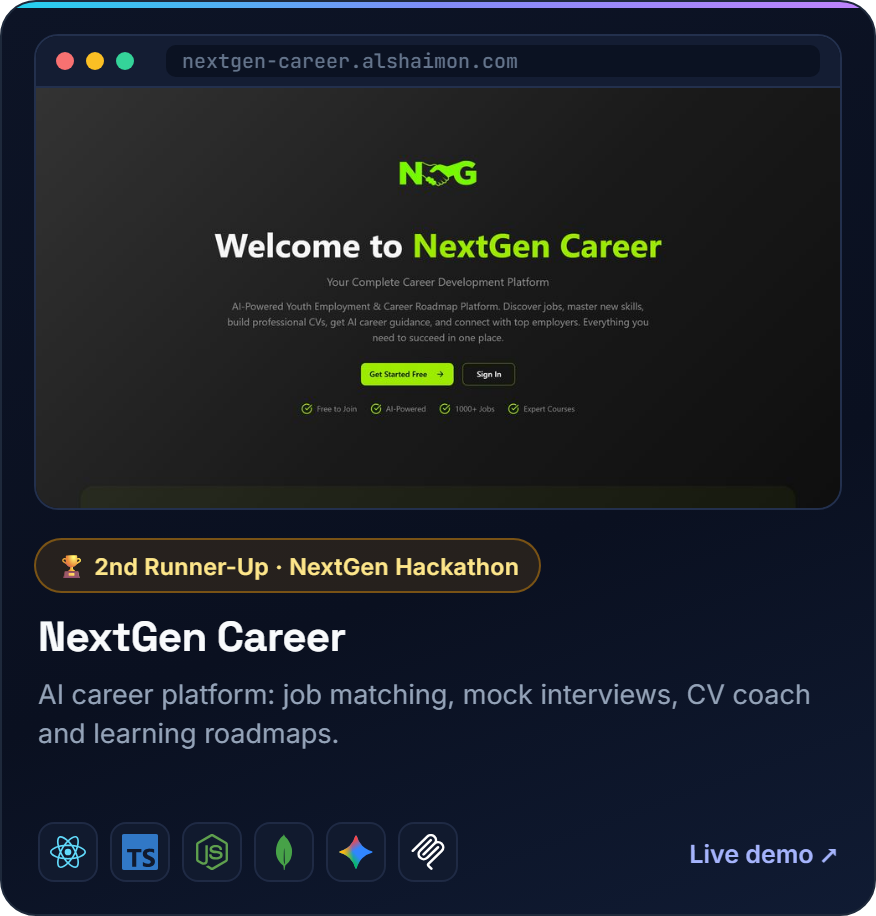 nextgen-career.alshaimon.com
N G
Welcome to NextGen Career
Your Complete Career Development Platform
AI-Powered Youth Employment & Career Roadmap Platform. Discover jobs, master new skills,
build professional CVs, get AI career guidance, and connect with top employers. Everything you
need to succeed in one place.
Get Started Free → Sign In
Free to Join AI-Powered 1000+ Jobs Expert Courses
🏆 2nd Runner-Up · NextGen Hackathon
NextGen Career
AI career platform: job matching, mock interviews, CV coach
and learning roadmaps.
TS JS Live demo ↗